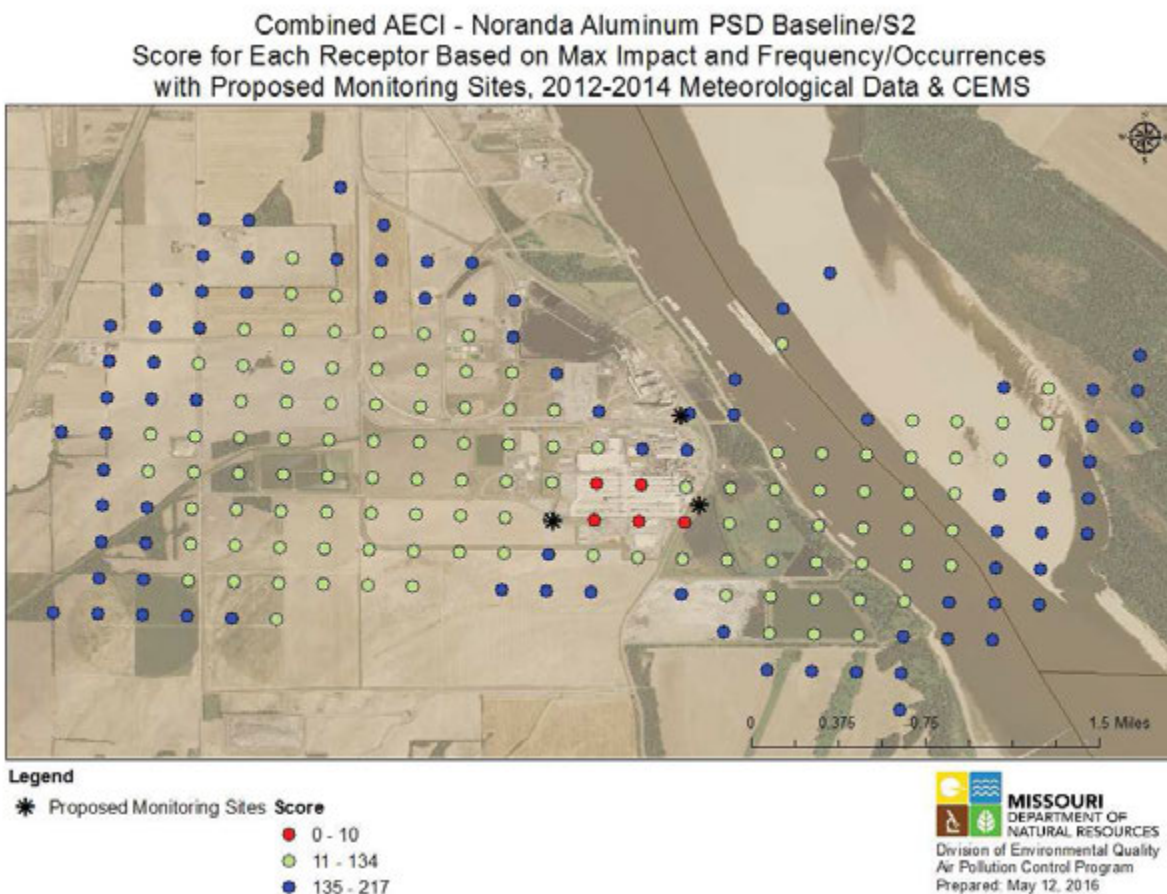 Combined AECI - Noranda Aluminum PSD Baseline/S2
Score for Each Receptor Based on Max Impact and Frequency/Occurrences
with Proposed Monitoring Sites, 2012-2014 Meteorological Data & CEMS
N
W E
S
0 0.375 0.75 1.5 Miles
Legend
Proposed Monitoring Sites Score
0 - 10
11 - 134
135 - 217
MISSOURI
DEPARTMENT OF
NATURAL RESOURCES
Division of Environmental Quality
Air Pollution Control Program
Prepared: May 12, 2016